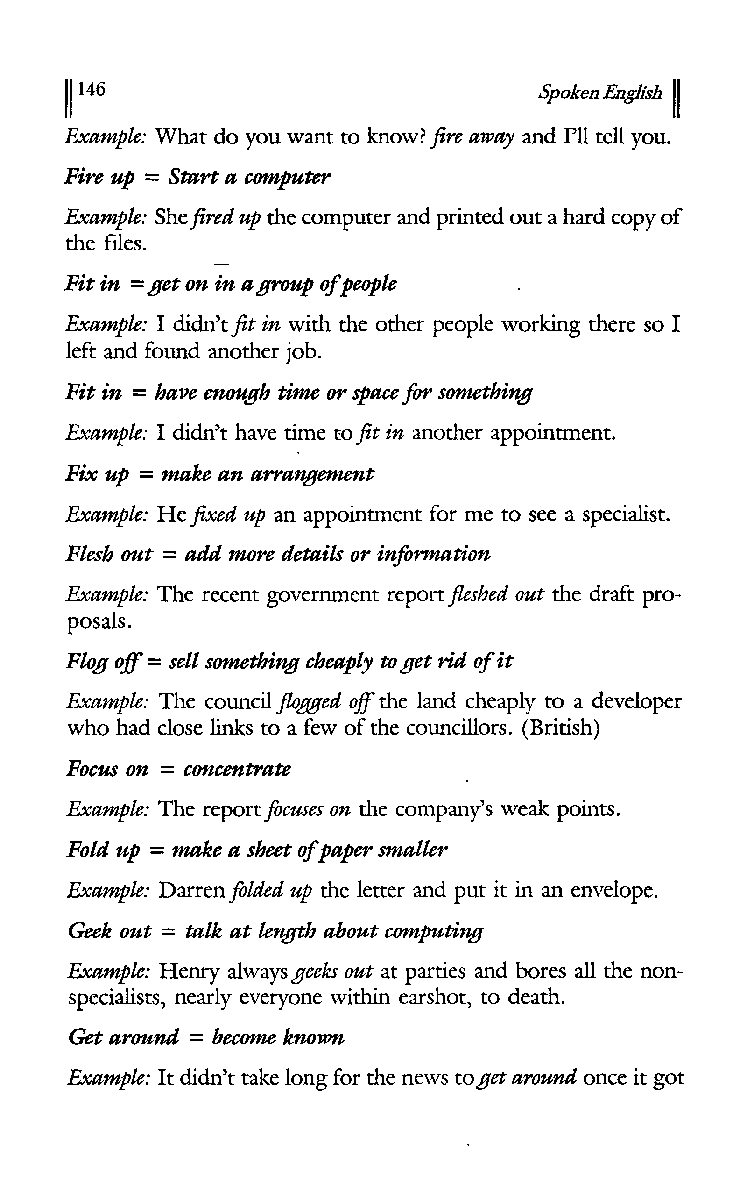 146 Spoken English
Example: What do you want to know? fire away and I'll tell you.
Fire up = Start a computer
Example: She fired up the computer and printed out a hard copy of
the files.
Fit in = get on in a group of people
Example: I didn't fit in with the other people working there so I
left and found another job.
Fit in = have enough time or space for something
Example: I didn't have time to fit in another appointment.
Fix up = make an arrangement
Example: He fixed up an appointment for me to see a specialist.
Flesh out = add more details or information
Example: The recent government report fleshed out the draft pro-
posals.
Flog off = sell something cheaply to get rid of it
Example: The council flogged off the land cheaply to a developer
who had close links to a few of the councillors. (British)
Focus on = concentrate
Example: The report focuses on the company's weak points.
Fold up = make a sheet of paper smaller
Example: Darren folded up the letter and put it in an envelope.
Geek out = talk at length about computing
Example: Henry always geeks out at parties and bores all the non-
specialists, nearly everyone within earshot, to death.
Get around = become known
Example: It didn't take long for the news to get around once it got